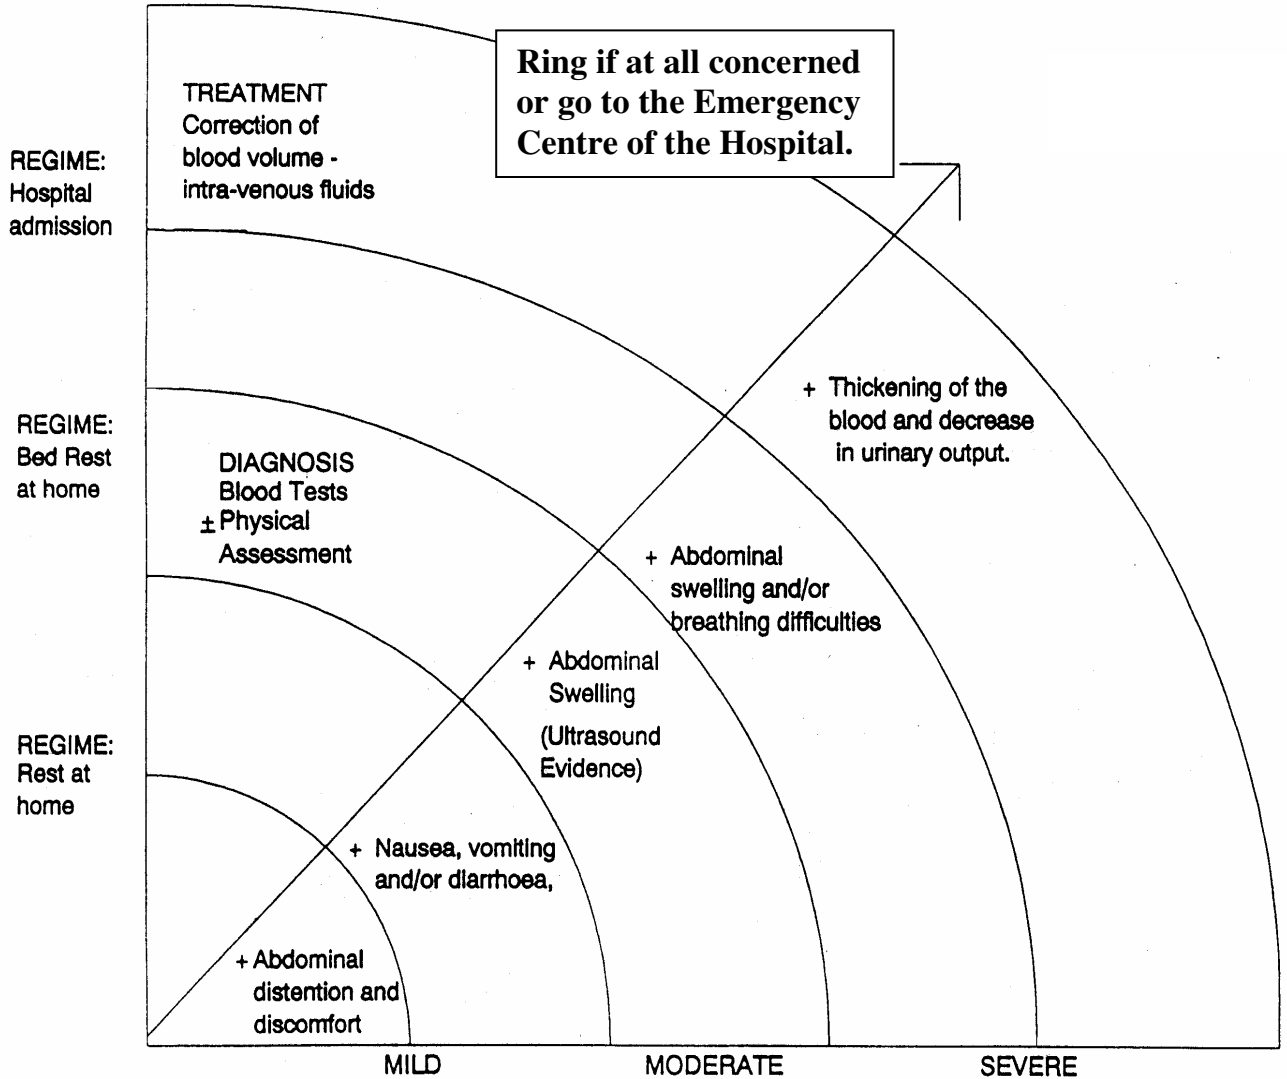 Ring if at all concerned
or go to the Emergency
Centre of the Hospital.
TREATMENT
Correction of
blood volume -
intra-venous fluids
REGIME:
Hospital
admission
+ Thickening of the
blood and decrease
in urinary output.
REGIME:
Bed Rest
at home
DIAGNOSIS
Blood Tests
± Physical
Assessment
+ Abdominal
swelling and/or
breathing difficulties
+ Abdominal
Swelling
(Ultrasound
Evidence)
REGIME:
Rest at
home
+ Nausea, vomiting
and/or diarrhoea,
+ Abdominal
distention and
discomfort
MILD MODERATE SEVERE